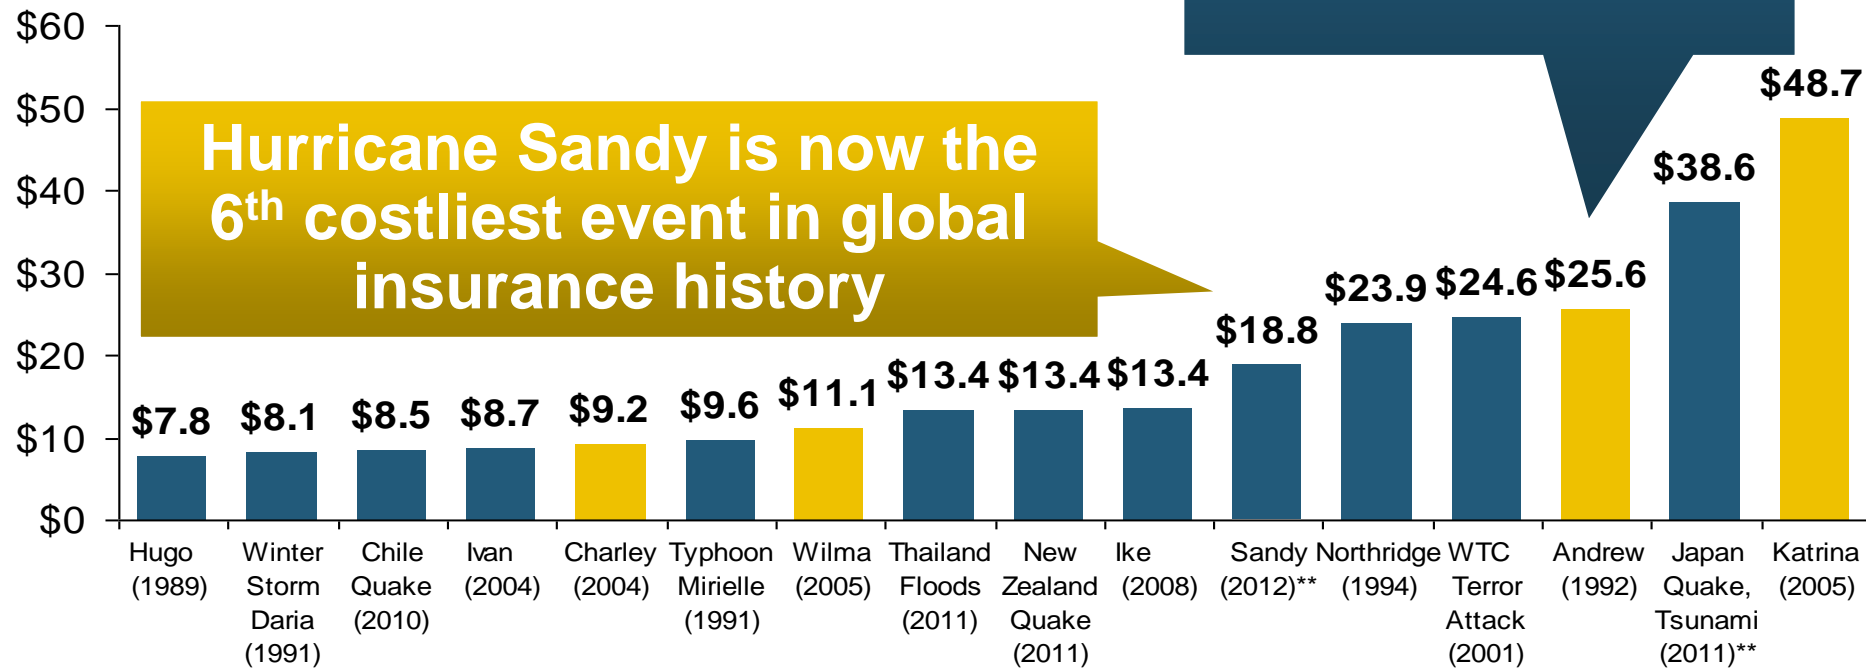 $60
$50
$40
$30
$20
$10
$0
Hurricane Sandy is now the
6th costliest event in global
insurance history
$7.8
$8.1
$8.5
$8.7
$9.2
$9.6
$11.1
$13.4
$13.4
$13.4
$18.8
$23.9
$24.6
$25.6
$38.6
$48.7
Hugo
(1989)
Winter
Storm
Daria
(1991)
Chile
Quake
(2010)
Ivan
(2004)
Charley
(2004)
Typhoon
Mirielle
(1991)
Wilma
(2005)
Thailand
Floods
(2011)
New
Zealand
Quake
(2011)
Ike
(2008)
Sandy
(2012)**
Northridge
(1994)
WTC
Terror
Attack
(2001)
Andrew
(1992)
Japan
Quake,
Tsunami
(2011)**
Katrina
(2005)